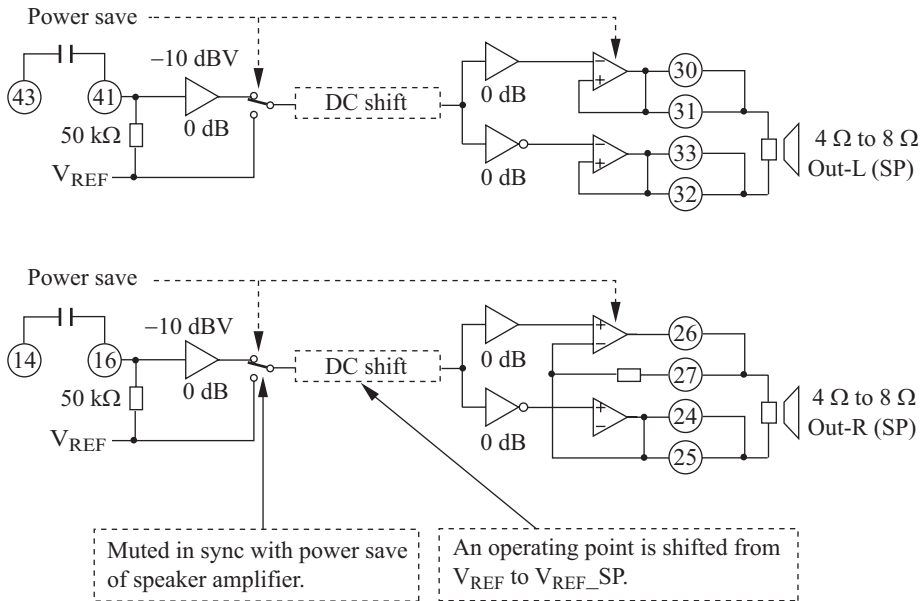 Power save
−10 dBV
43
41
0 dB
50 kΩ
VREF
DC shift
0 dB
0 dB
−
+
−
+
30
31
33
32
4 Ω to 8 Ω
Out-L (SP)
Power save
−10 dBV
14
16
0 dB
50 kΩ
VREF
DC shift
0 dB
0 dB
+
−
+
−
26
27
24
25
4 Ω to 8 Ω
Out-R (SP)
Muted in sync with power save
of speaker amplifier.
An operating point is shifted from
VREF to VREF_SP.